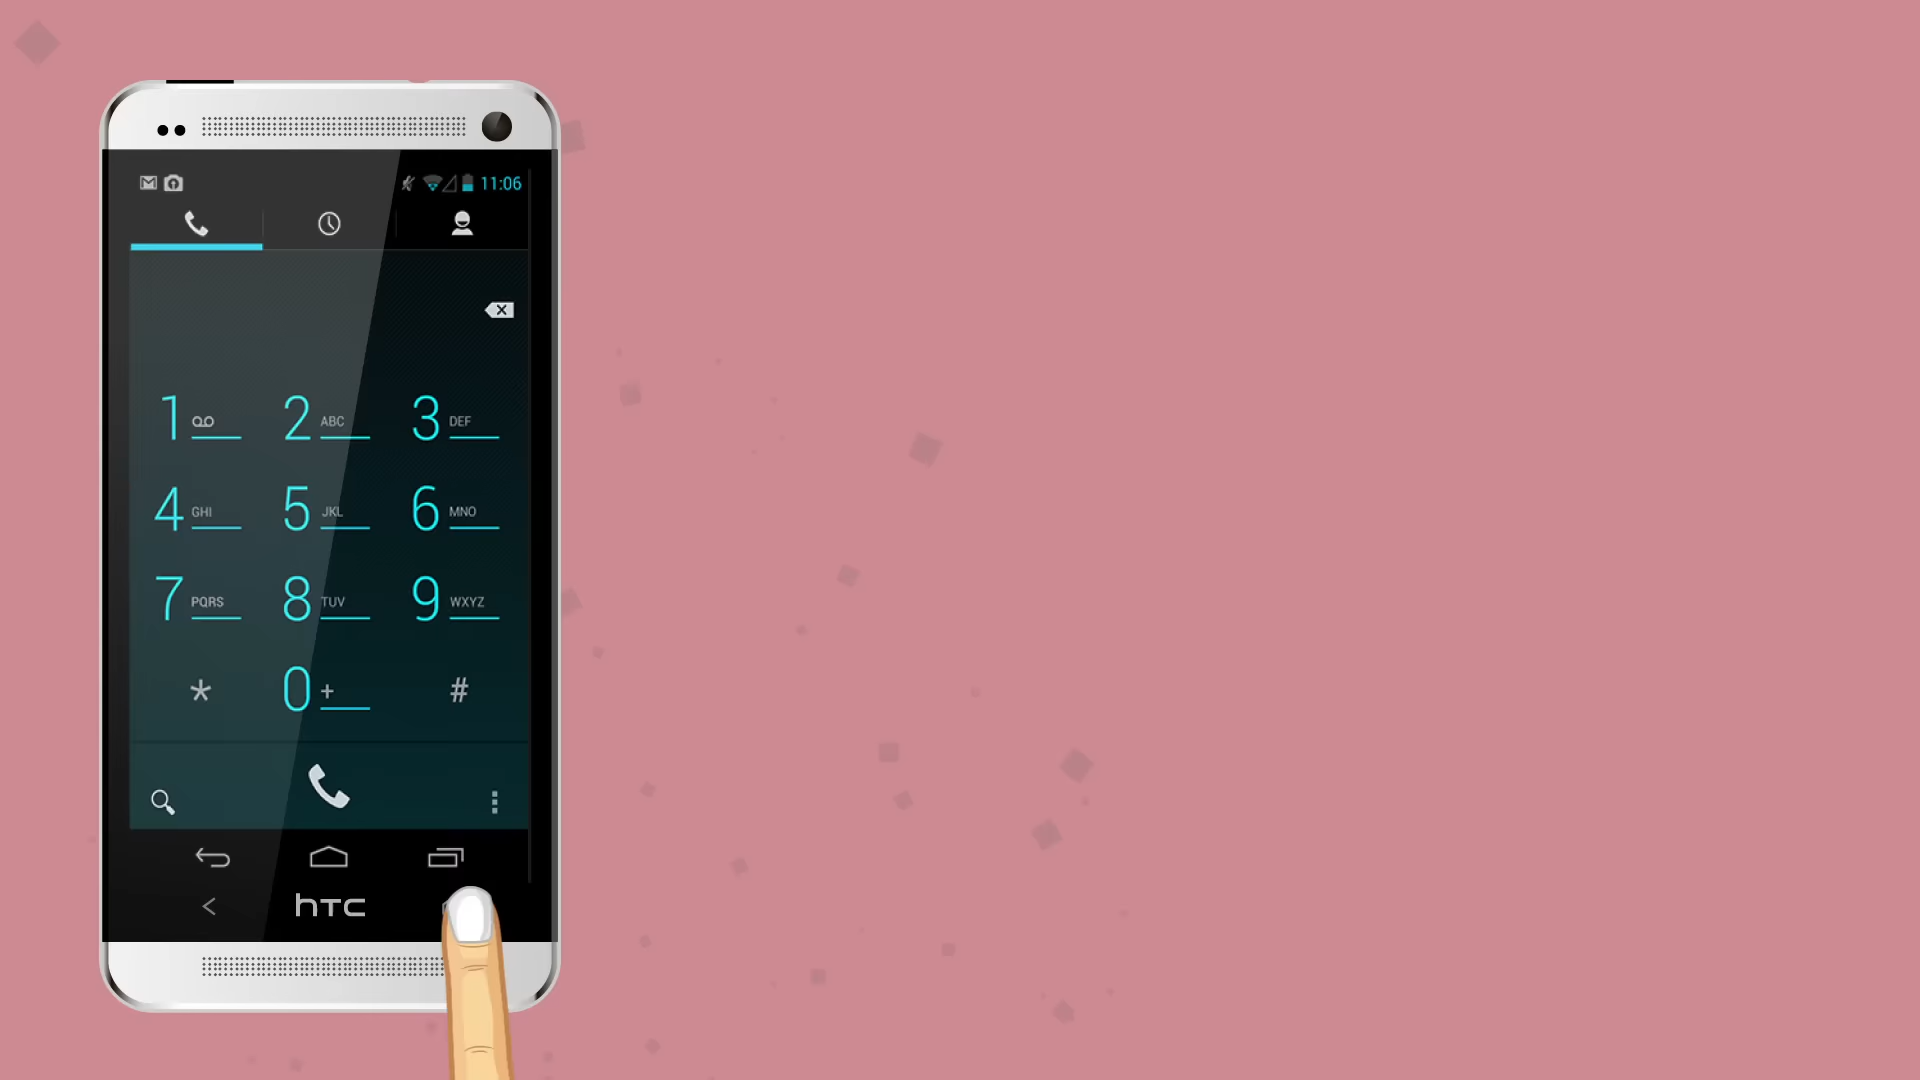 11:06
1
2 ABC
3 DEF
4 GHI
5 JKL
6 MNO
7 PQRS
8 TUV
9 WXYZ
*
0 +
#
hTC